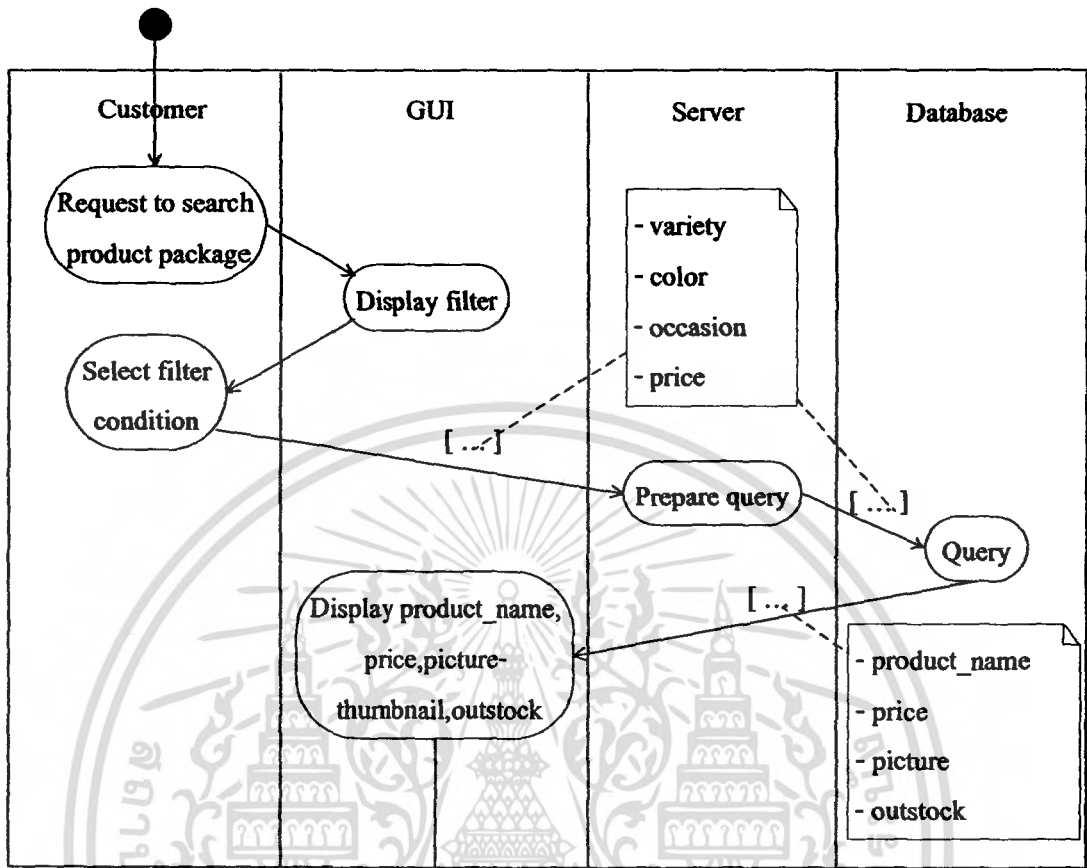 Customer
GUI
Server
Database
Request to search
product package
Display filter
Select filter
condition
- variety
- color
- occasion
- price
[ .... ]
Prepare query
[ .... ]
Query
[ ... ]
Display product_name,
price,picture-
thumbnail,outstock
- product_name
- price
- picture
- outstock